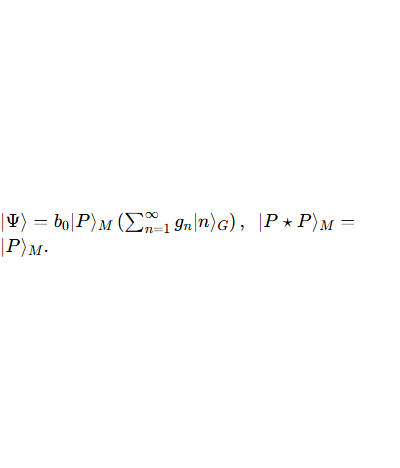 |Ψ⟩ = b₀|P⟩_M (∑_{n=1}^∞ g_n|n⟩_G) , |P ⋆ P⟩_M =
|P⟩_M.